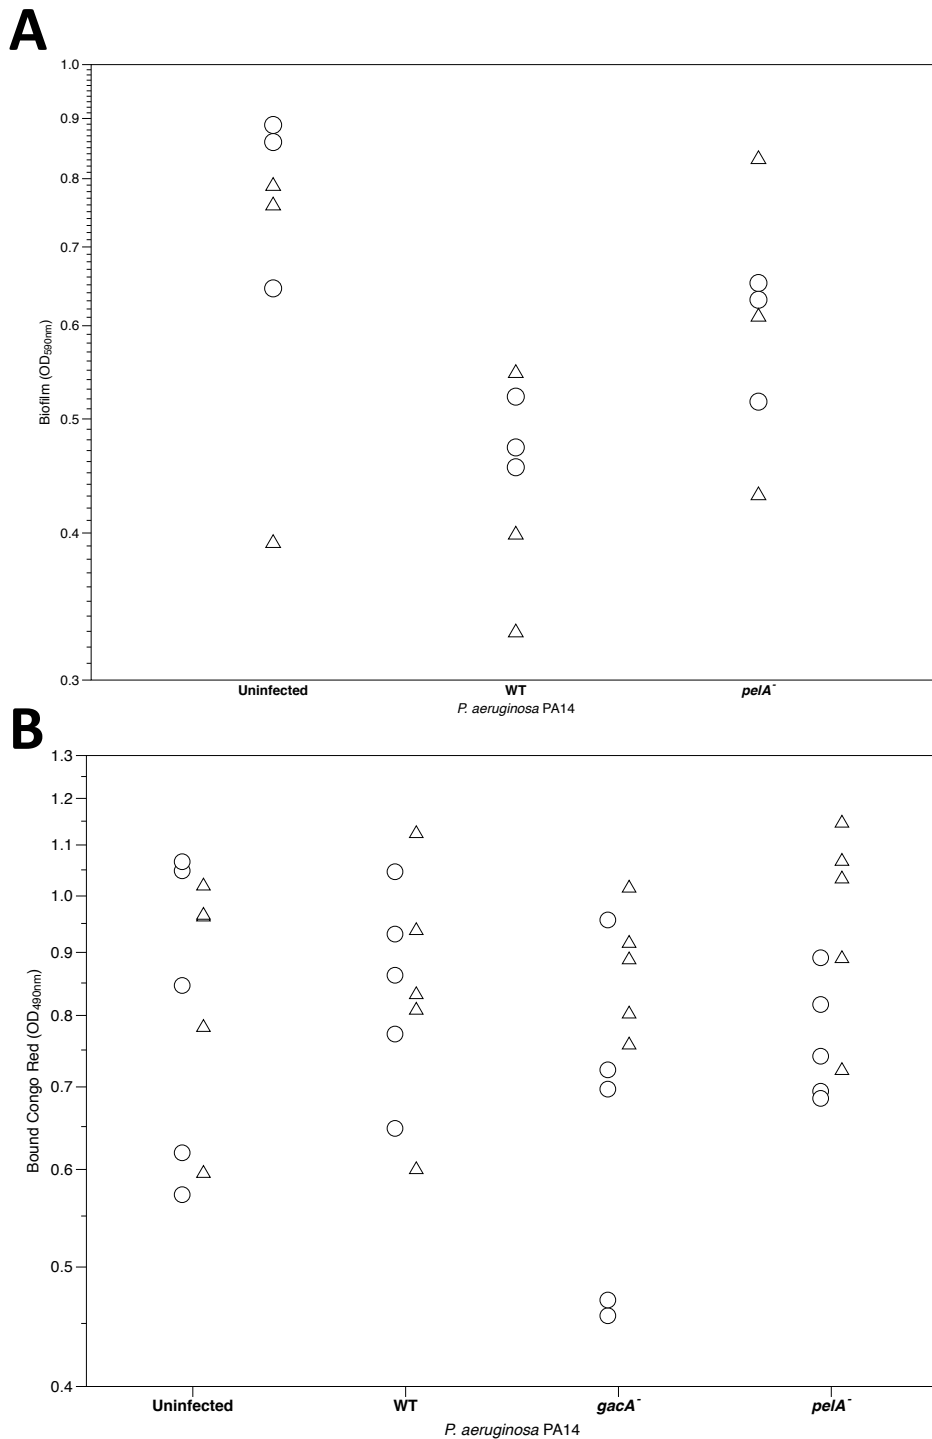 A
1.0
0.9
0.8
0.7
0.6
0.5
0.4
0.3
Biofilm (OD590nm)
Uninfected WT pelA-
P. aeruginosa PA14
B
1.3
1.2
1.1
1.0
0.9
0.8
0.7
0.6
0.5
0.4
Bound Congo Red (OD490nm)
Uninfected WT gacA- pelA-
P. aeruginosa PA14